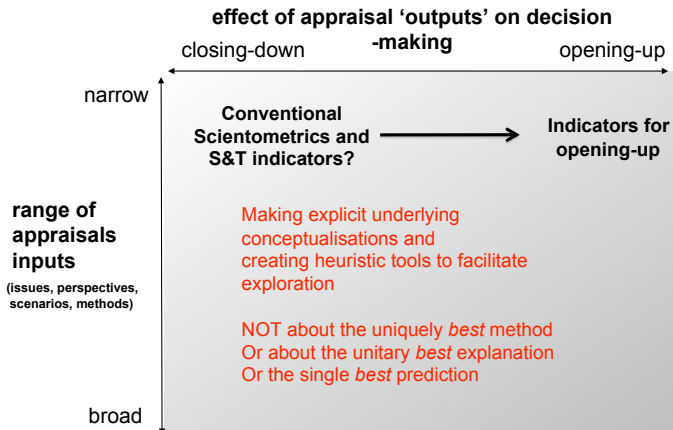 effect of appraisal ‘outputs’ on decision
-making
closing-down
opening-up
narrow
Conventional
Scientometrics and
S&T indicators?
Indicators for
opening-up
range of
appraisals
inputs
(issues, perspectives,
scenarios, methods)
Making explicit underlying
conceptualisations and
creating heuristic tools to facilitate
exploration
NOT about the uniquely best method
Or about the unitary best explanation
Or the single best prediction
broad